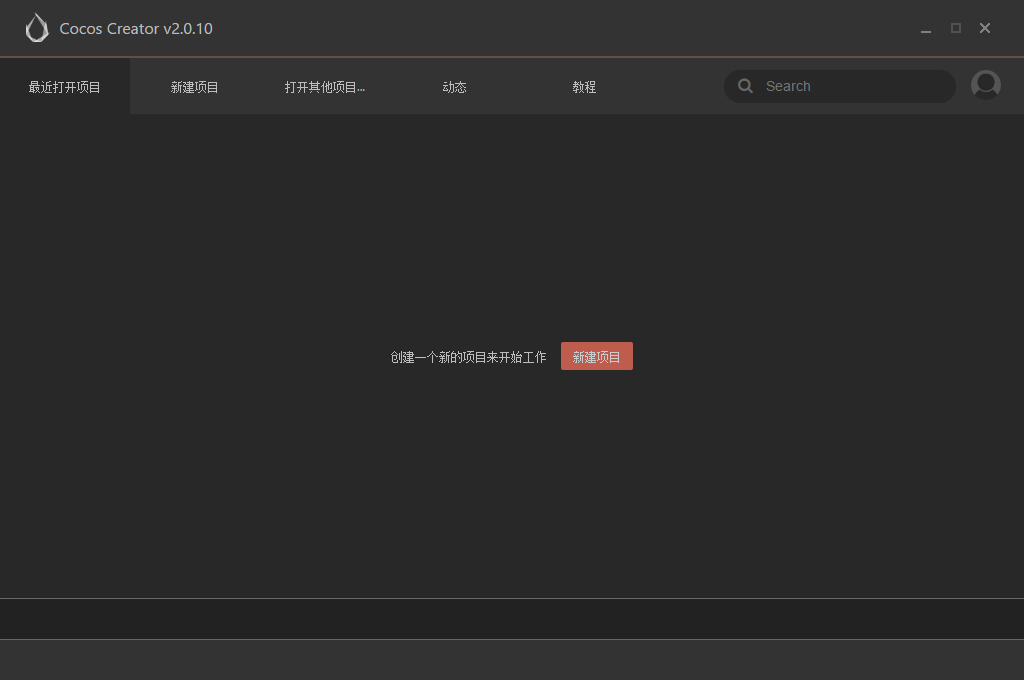 Cocos Creator v2.0.10
最近打开项目
新建项目
打开其他项目...
动态
教程
Search
创建一个新的项目来开始工作
新建项目